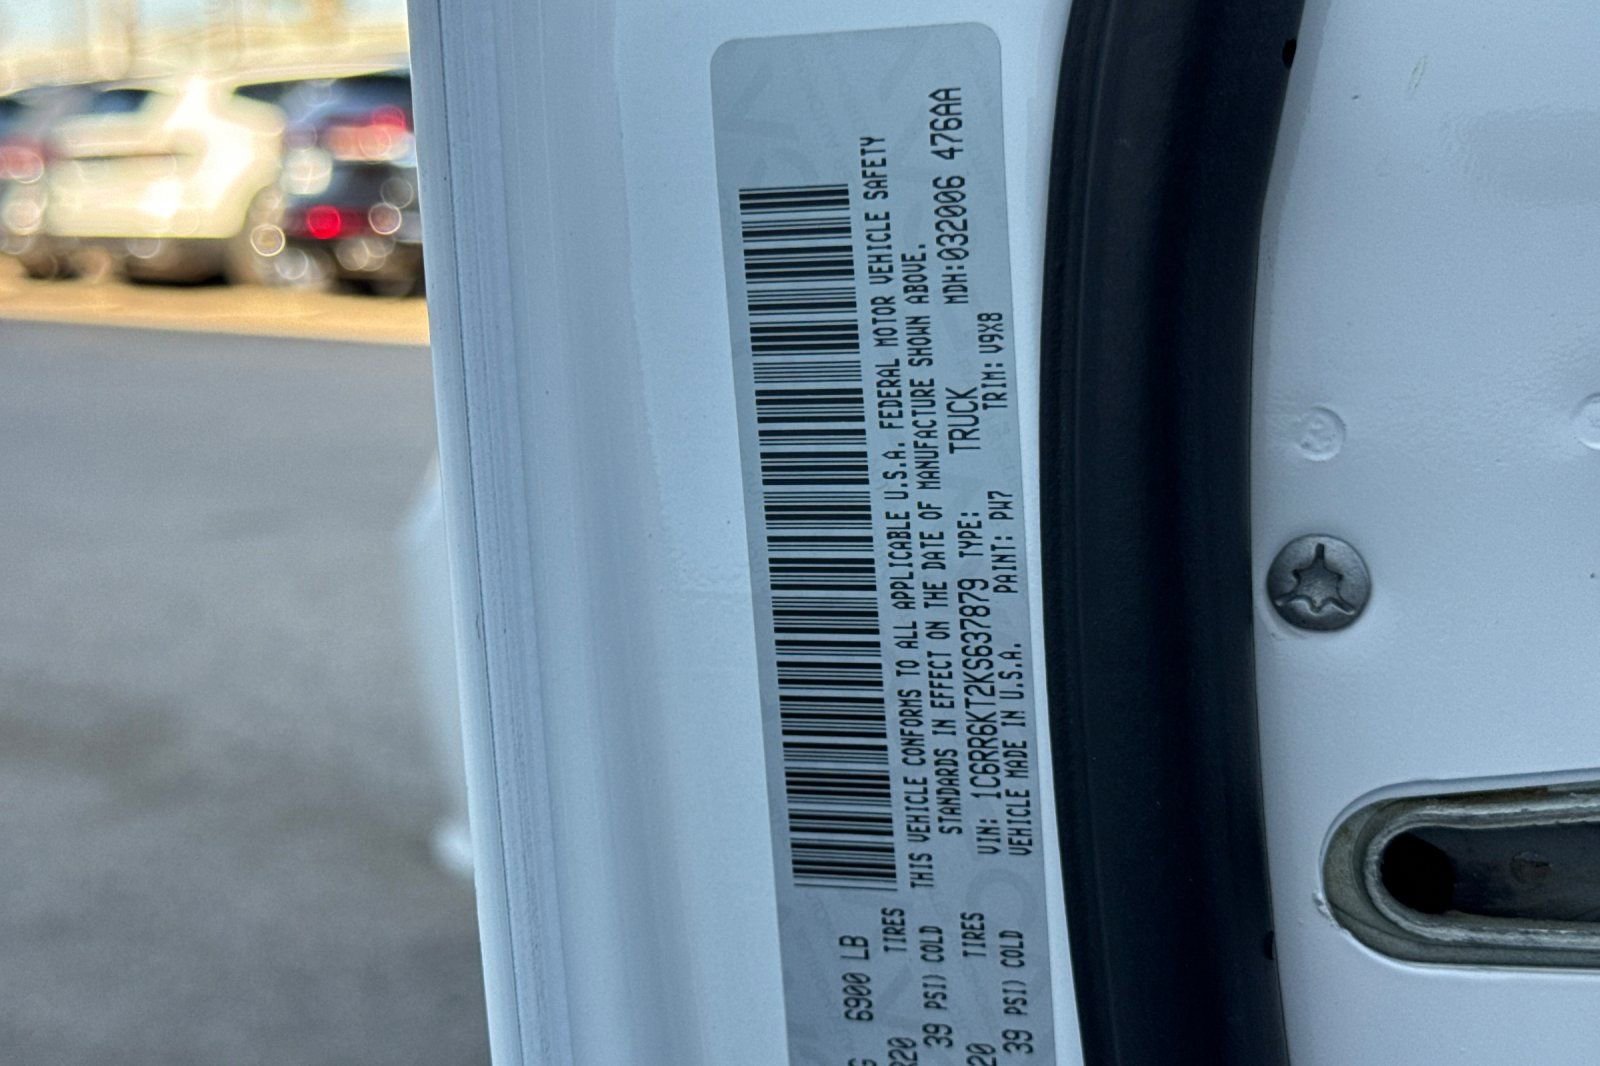 6900 LB
R20 TIRES
39 PSI) COLD
20 TIRES
39 PSI) COLD
THIS VEHICLE CONFORMS TO ALL APPLICABLE U.S.A. FEDERAL MOTOR VEHICLE SAFETY
STANDARDS IN EFFECT ON THE DATE OF MANUFACTURE SHOWN ABOVE.
VIN: 1C6RR6KT2KS637879 TYPE: TRUCK MDH:032006 476AA
VEHICLE MADE IN U.S.A. PAINT: PW7 TRIM: V9X8